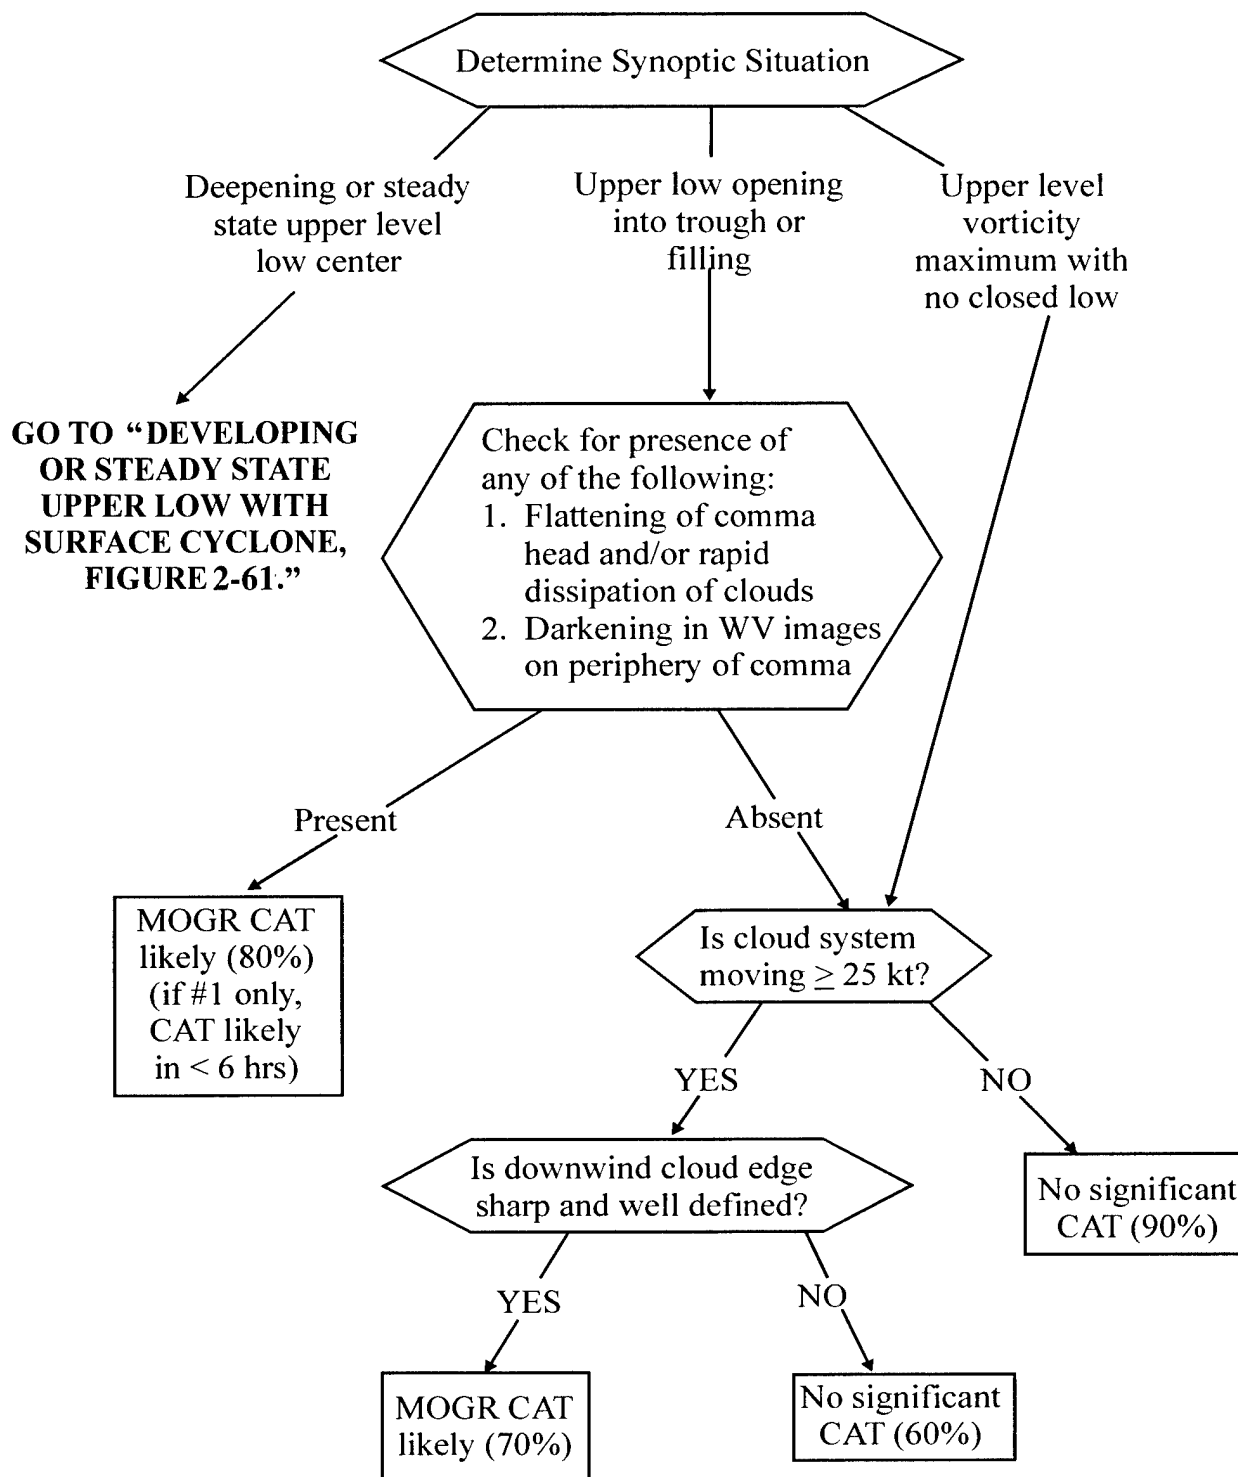 Determine Synoptic Situation
Deepening or steady
state upper level
low center
Upper low opening
into trough or
filling
Upper level
vorticity
maximum with
no closed low
GO TO “DEVELOPING
OR STEADY STATE
UPPER LOW WITH
SURFACE CYCLONE,
FIGURE 2-61.”
Check for presence of
any of the following:
1. Flattening of comma
head and/or rapid
dissipation of clouds
2. Darkening in WV images
on periphery of comma
Present
Absent
MOGR CAT
likely (80%)
(if #1 only,
CAT likely
in < 6 hrs)
Is cloud system
moving ≥ 25 kt?
YES
NO
Is downwind cloud edge
sharp and well defined?
No significant
CAT (90%)
YES
NO
MOGR CAT
likely (70%)
No significant
CAT (60%)